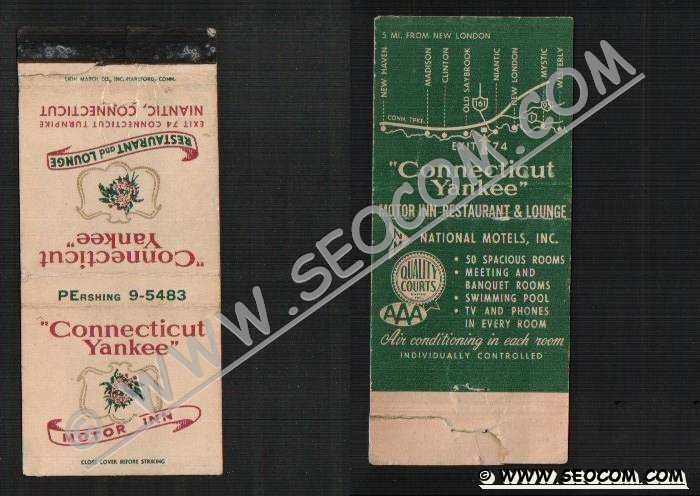 LION MATCH CO., INC. HARTFORD, CONN.
NIANTIC, CONNECTICUT
EXIT 74 CONNECTICUT TURNPIKE
RESTAURANT and LOUNGE
"Connecticut
Yankee"
PERSHING 9-5483
"Connecticut
Yankee"
MOTOR INN
CLOSE COVER BEFORE STRIKING
5 MI. FROM NEW LONDON
NEW HAVEN
MADISON
CLINTON
OLD SAYBROOK
NIANTIC
NEW LONDON
MYSTIC
WESTERLY
161
CONN. TPKE.
EXIT 74
"Connecticut
Yankee"
MOTOR INN RESTAURANT & LOUNGE
NATIONAL MOTELS, INC.
QUALITY
COURTS
AAA
• 50 SPACIOUS ROOMS
• MEETING AND
BANQUET ROOMS
• SWIMMING POOL
• TV AND PHONES
IN EVERY ROOM
Air conditioning in each room
INDIVIDUALLY CONTROLLED
© WWW.SEOCOM.COM
© WWW.SEOCOM.COM